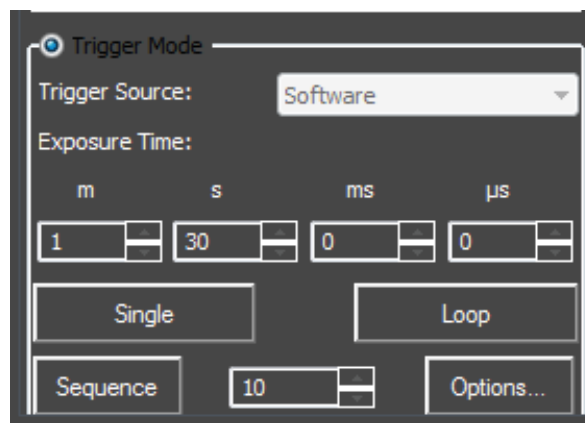 Trigger Mode
Trigger Source: Software
Exposure Time:
m s ms µs
1 30 0 0
Single Loop
Sequence 10 Options...